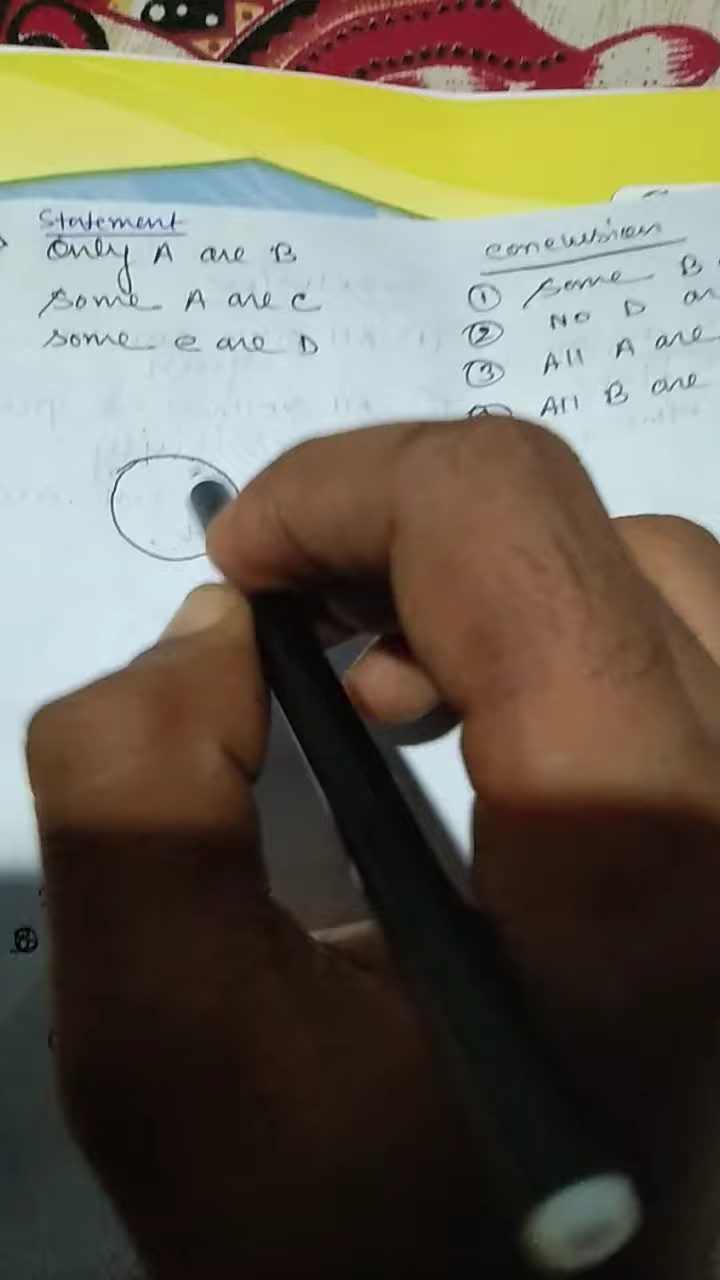 Statement
Only A are B
Some A are C
Some C are D
conclusion
① Some B
② NO D
③ All A are
All B are